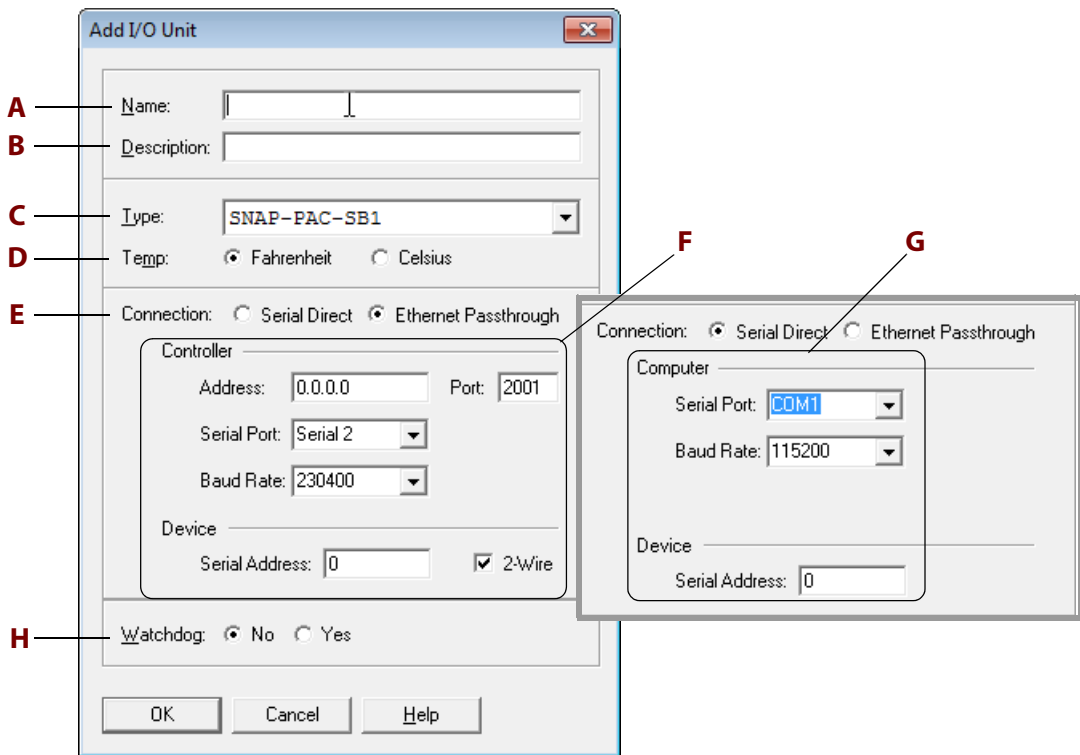 Add I/O Unit
A
Name:
B
Description:
C
Type: SNAP-PAC-SB1
D
Temp: Fahrenheit Celsius
E
Connection: Serial Direct Ethernet Passthrough
F
Controller
Address: 0.0.0.0 Port: 2001
Serial Port: Serial 2
Baud Rate: 230400
Device
Serial Address: 0 2-Wire
G
Connection: Serial Direct Ethernet Passthrough
Computer
Serial Port: COM1
Baud Rate: 115200
Device
Serial Address: 0
H
Watchdog: No Yes
OK Cancel Help